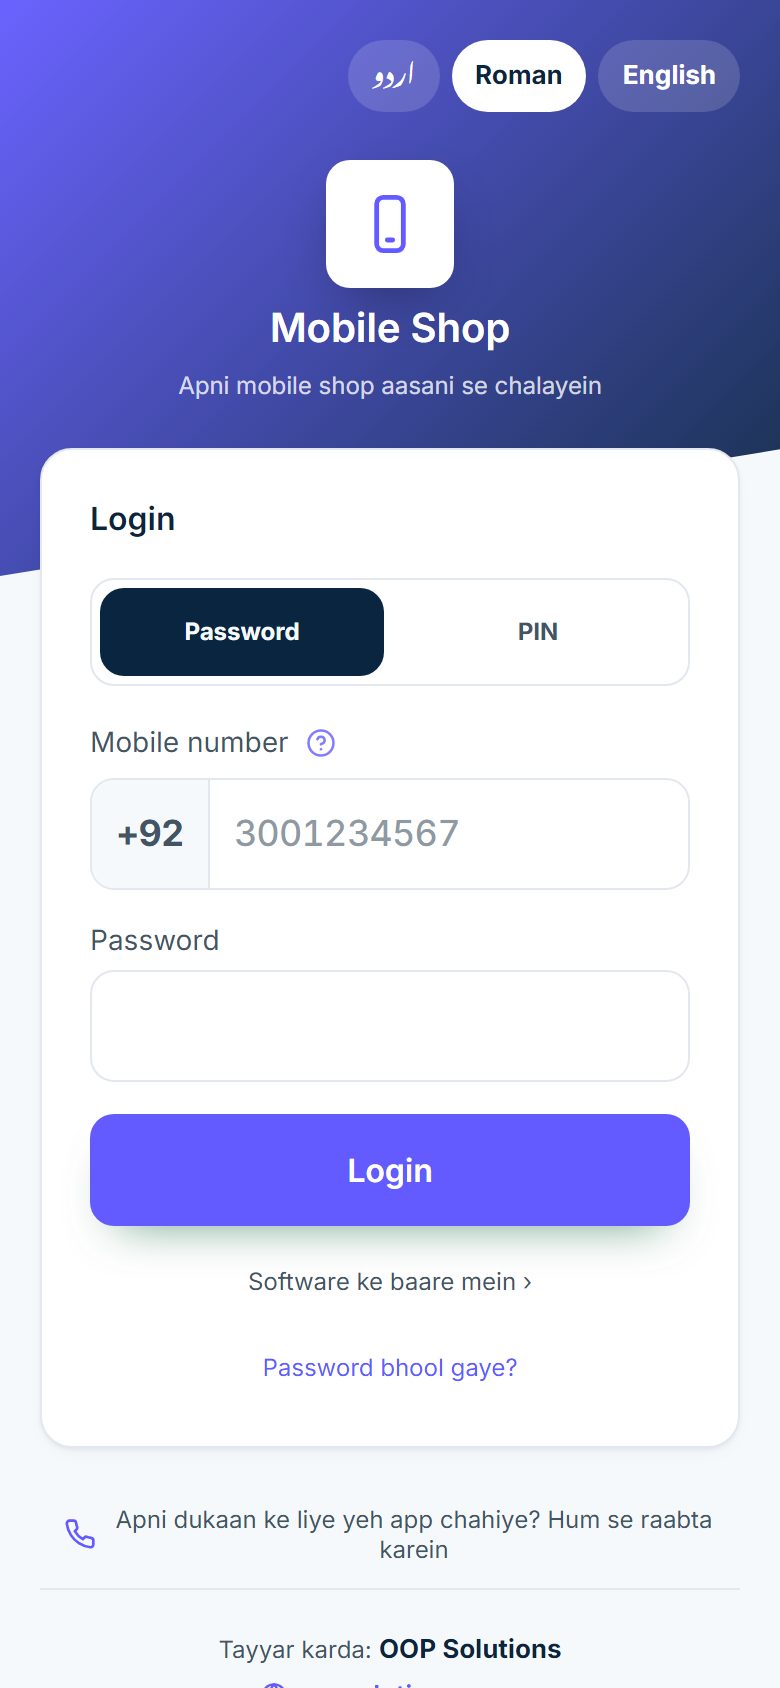 اردو
Roman
English
Mobile Shop
Apni mobile shop aasani se chalayein
Login
Password
PIN
Mobile number
+92
3001234567
Password
Login
Software ke baare mein ›
Password bhool gaye?
Apni dukaan ke liye yeh app chahiye? Hum se raabta
karein
Tayyar karda: OOP Solutions